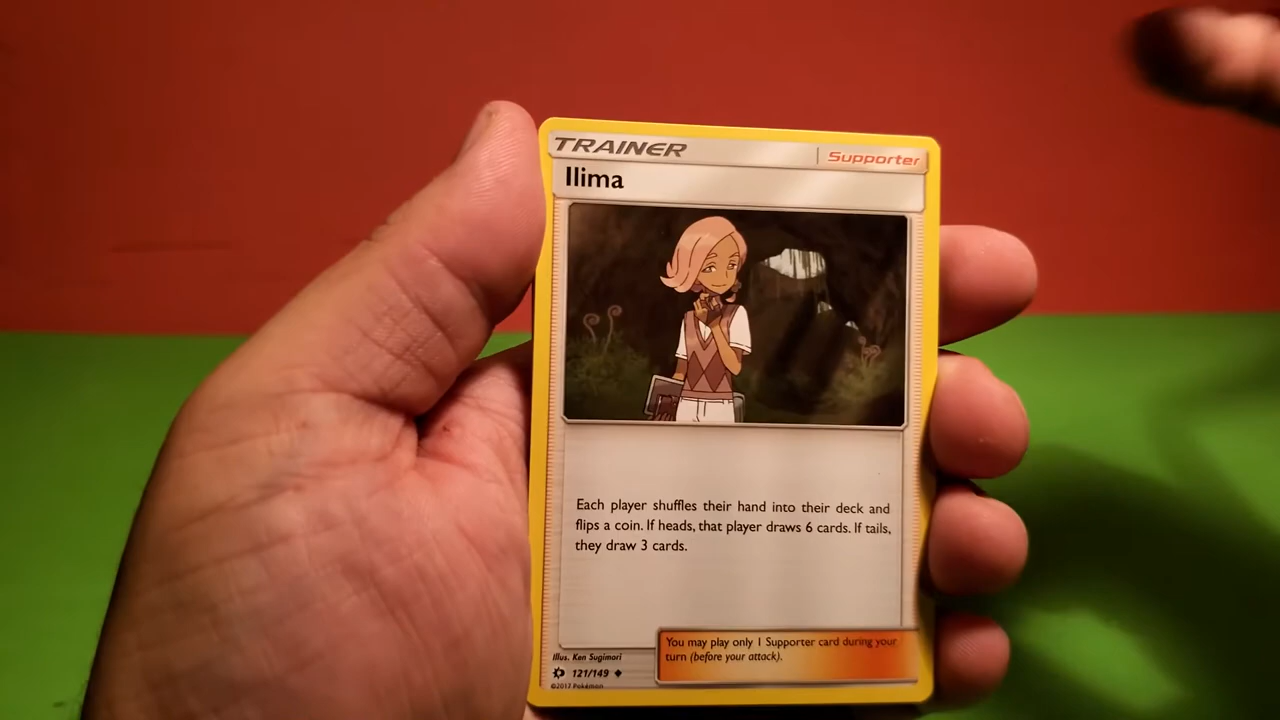 TRAINER
Supporter
Ilima
Each player shuffles their hand into their deck and
flips a coin. If heads, that player draws 6 cards. If tails,
they draw 3 cards.
You may play only 1 Supporter card during your
turn (before your attack).
Illus. Ken Sugimori
121/149
©2017 Pokémon